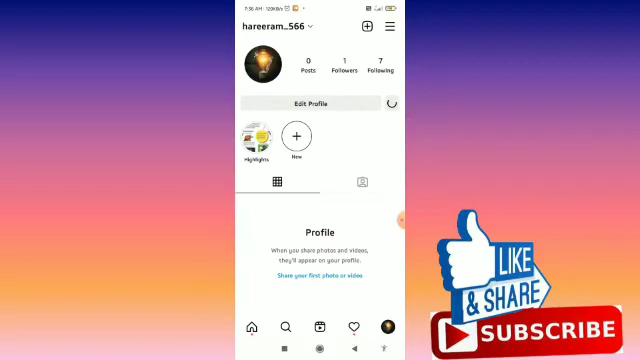 7:36 AM | 120KB/s
hareeram_566
0 1 7
Posts Followers Following
Edit Profile
Highlights New
Profile
When you share photos and videos,
they'll appear on your profile.
Share your first photo or video
LIKE
& SHARE
SUBSCRIBE